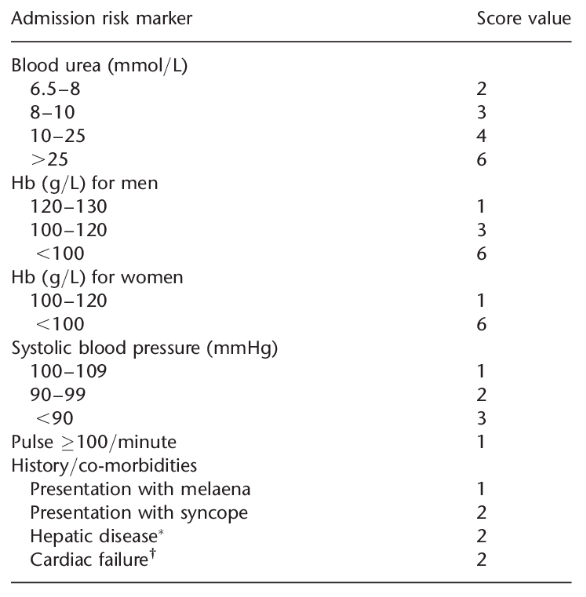 Admission risk marker Score value
Blood urea (mmol/L)
6.5–8 2
8–10 3
10–25 4
>25 6
Hb (g/L) for men
120–130 1
100–120 3
<100 6
Hb (g/L) for women
100–120 1
<100 6
Systolic blood pressure (mmHg)
100–109 1
90–99 2
<90 3
Pulse ≥100/minute 1
History/co-morbidities
Presentation with melaena 1
Presentation with syncope 2
Hepatic disease* 2
Cardiac failure† 2